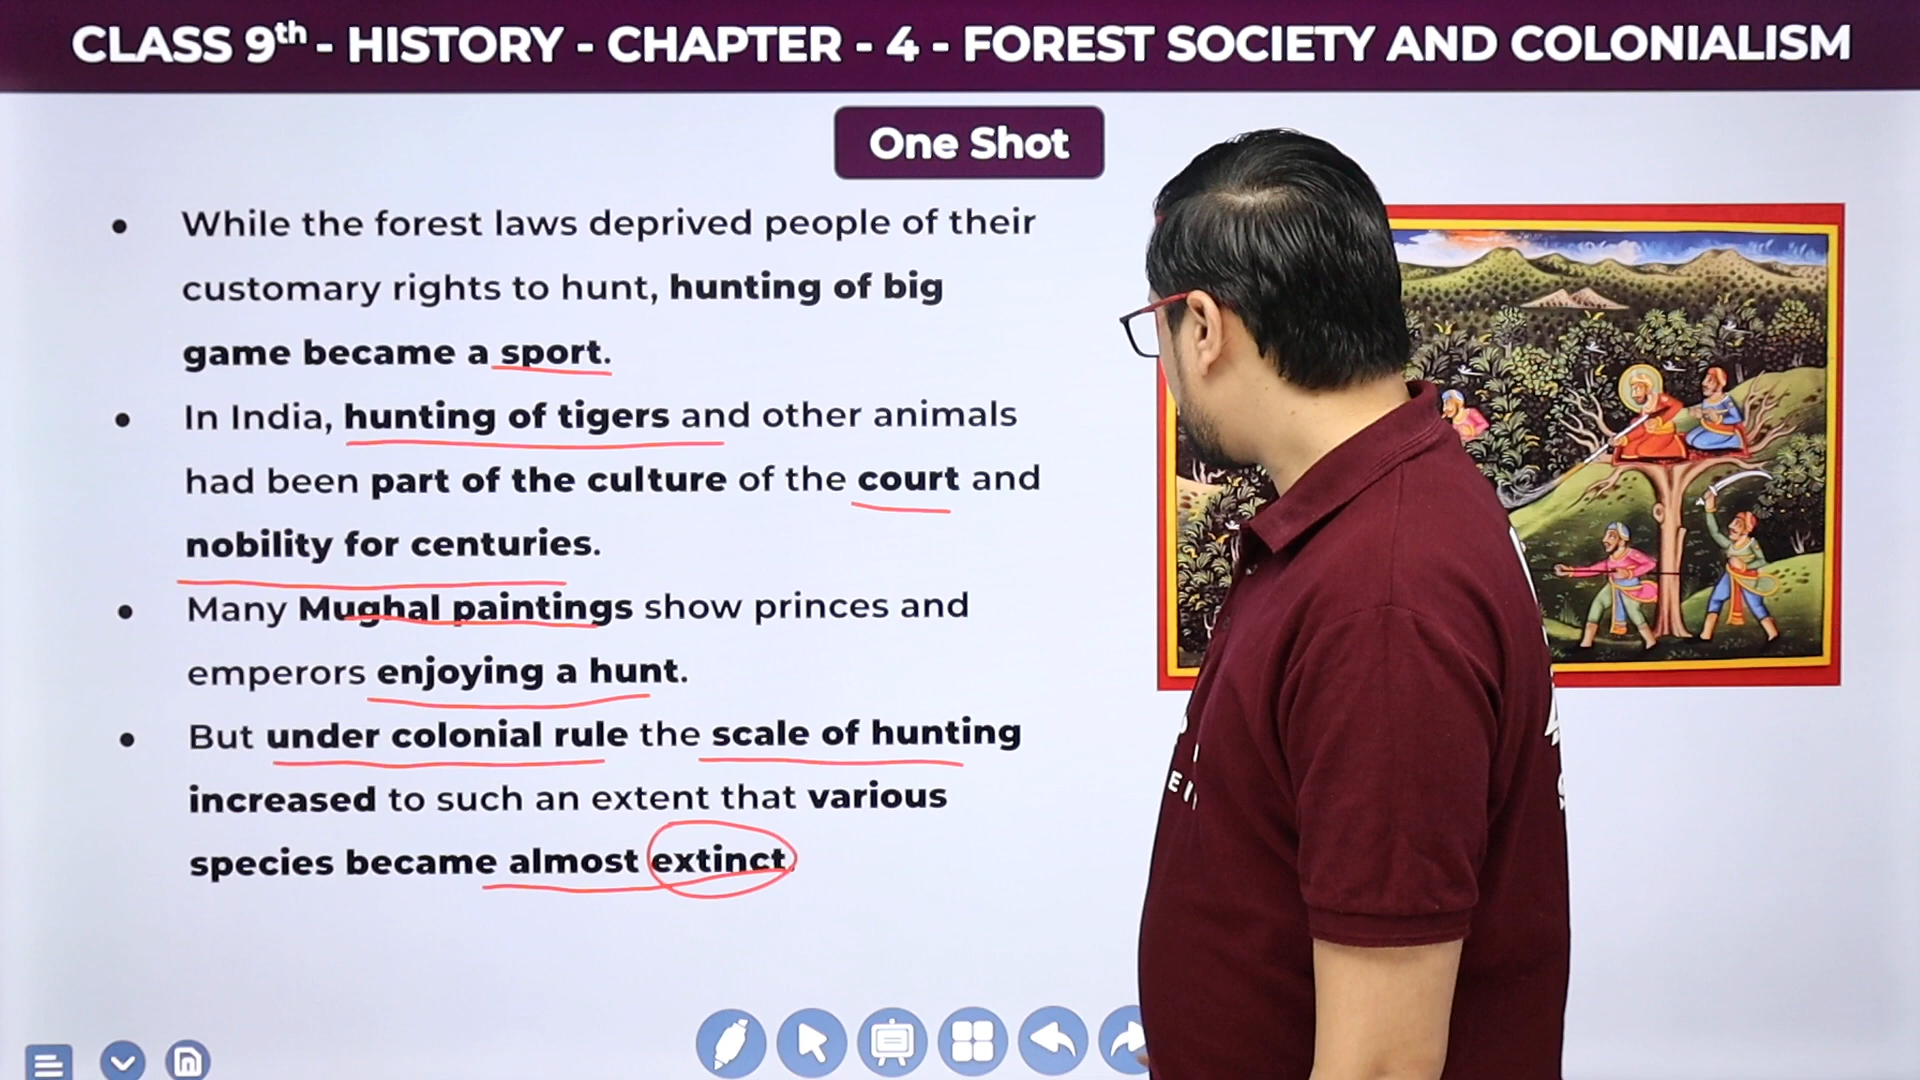 CLASS 9th - HISTORY - CHAPTER - 4 - FOREST SOCIETY AND COLONIALISM
One Shot
• While the forest laws deprived people of their
customary rights to hunt, hunting of big
game became a sport.
• In India, hunting of tigers and other animals
had been part of the culture of the court and
nobility for centuries.
• Many Mughal paintings show princes and
emperors enjoying a hunt.
• But under colonial rule the scale of hunting
increased to such an extent that various
species became almost extinct